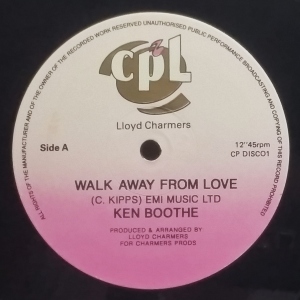 cpL
Lloyd Charmers
Side A
12"45rpm
CP DISCO1
WALK AWAY FROM LOVE
(C. KIPPS) EMI MUSIC LTD
KEN BOOTHE
PRODUCED & ARRANGED BY
LLOYD CHARMERS
FOR CHARMERS PRODS
ALL RIGHTS OF THE MANUFACTURER AND OF THE OWNER OF THE RECORDED WORK RESERVED UNAUTHORISED PUBLIC PERFORMANCE BROADCASTING AND COPYING OF THIS RECORD PROHIBITED